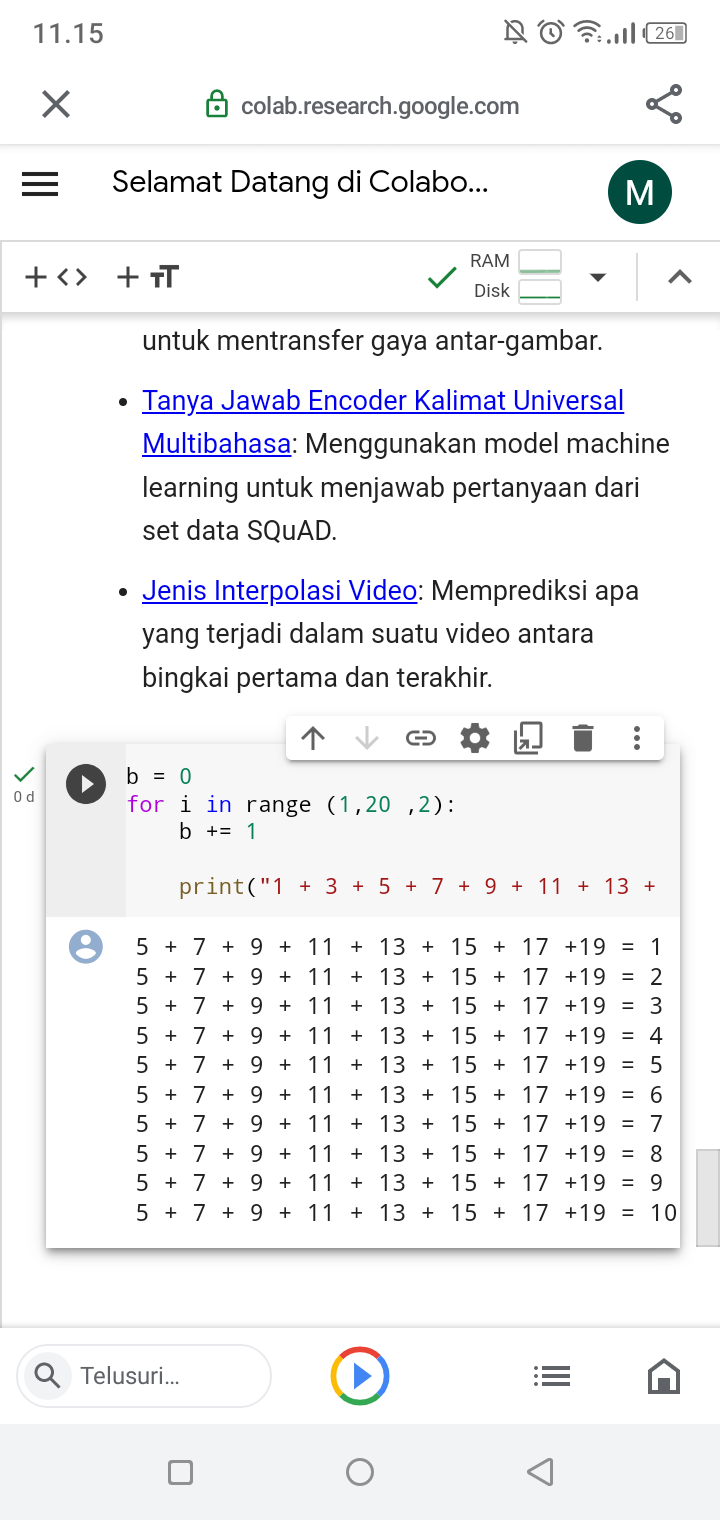 11.15
26
colab.research.google.com
Selamat Datang di Colabo...
M
RAM
Disk
untuk mentransfer gaya antar-gambar.
Tanya Jawab Encoder Kalimat Universal
Multibahasa: Menggunakan model machine
learning untuk menjawab pertanyaan dari
set data SQuAD.
Jenis Interpolasi Video: Memprediksi apa
yang terjadi dalam suatu video antara
bingkai pertama dan terakhir.
0 d
b = 0
for i in range (1,20 ,2):
    b += 1
    print("1 + 3 + 5 + 7 + 9 + 11 + 13 +
5 + 7 + 9 + 11 + 13 + 15 + 17 +19 = 1
5 + 7 + 9 + 11 + 13 + 15 + 17 +19 = 2
5 + 7 + 9 + 11 + 13 + 15 + 17 +19 = 3
5 + 7 + 9 + 11 + 13 + 15 + 17 +19 = 4
5 + 7 + 9 + 11 + 13 + 15 + 17 +19 = 5
5 + 7 + 9 + 11 + 13 + 15 + 17 +19 = 6
5 + 7 + 9 + 11 + 13 + 15 + 17 +19 = 7
5 + 7 + 9 + 11 + 13 + 15 + 17 +19 = 8
5 + 7 + 9 + 11 + 13 + 15 + 17 +19 = 9
5 + 7 + 9 + 11 + 13 + 15 + 17 +19 = 10
Telusuri...